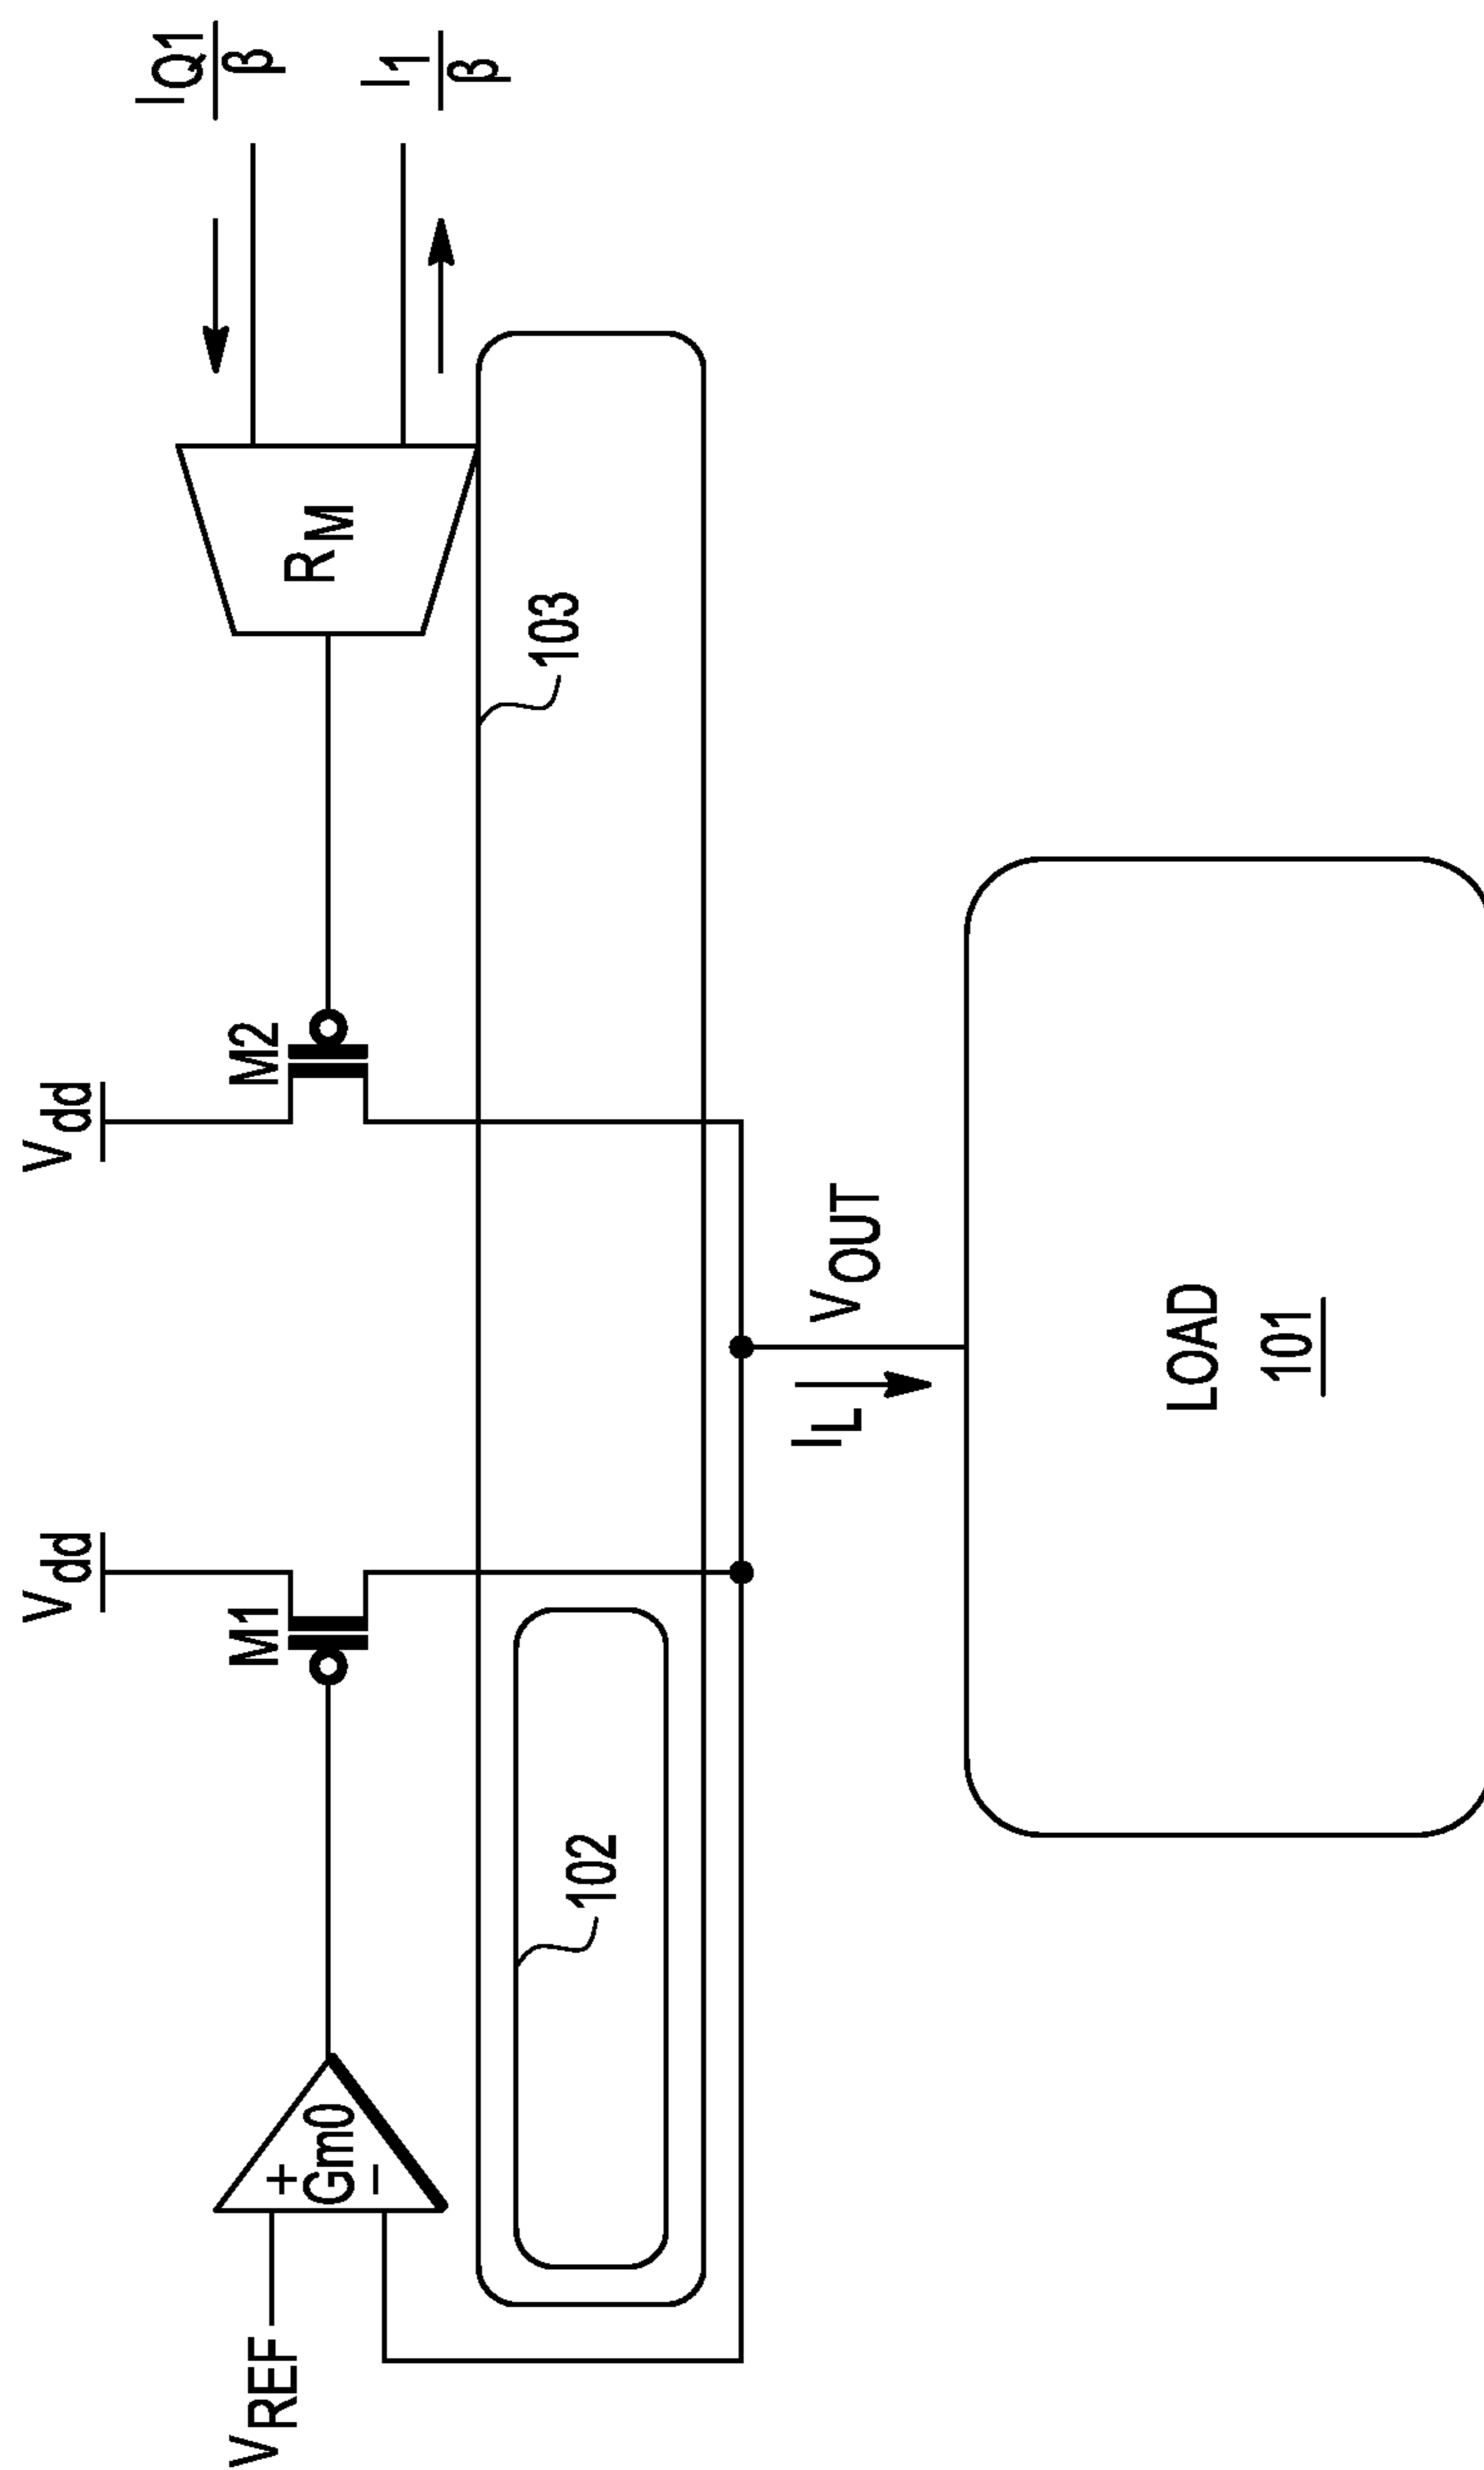 VREF
+
Gm0
−
M1
Vdd
M2
Vdd
RM
IQ1
β
I1
β
102
103
IL
VOUT
LOAD
101